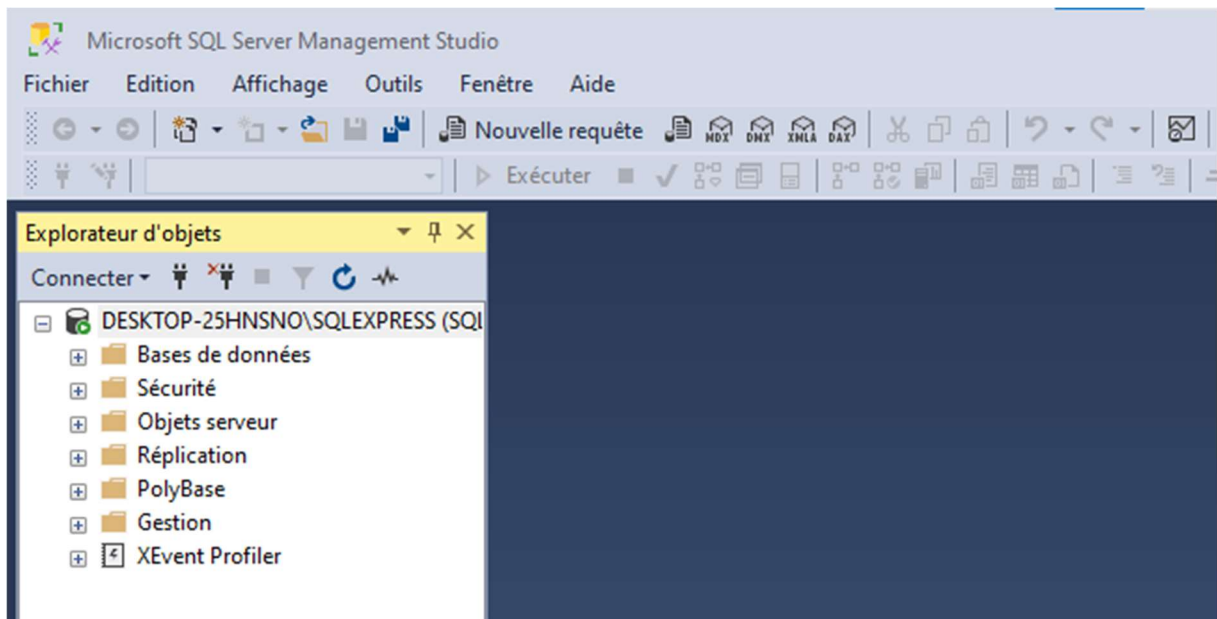 Microsoft SQL Server Management Studio
Fichier Edition Affichage Outils Fenêtre Aide
Nouvelle requête MDX DMX XMLA DAX
Exécuter
Explorateur d'objets
Connecter
DESKTOP-25HNSNO\SQLEXPRESS (SQL
Bases de données
Sécurité
Objets serveur
Réplication
PolyBase
Gestion
XEvent Profiler